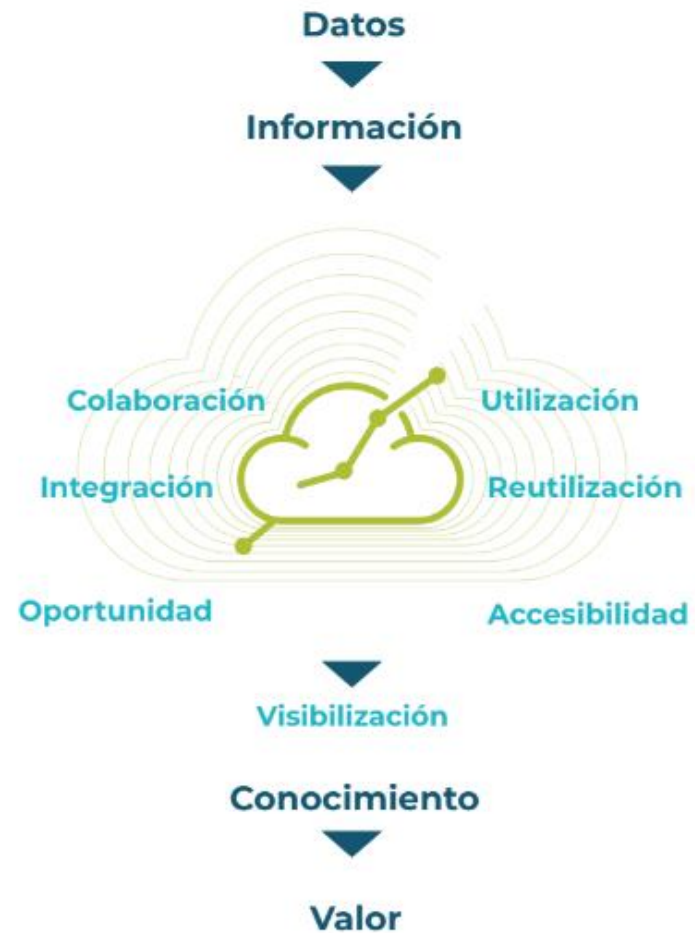 Datos
Información
Colaboración
Utilización
Integración
Reutilización
Oportunidad
Accesibilidad
Visibilización
Conocimiento
Valor